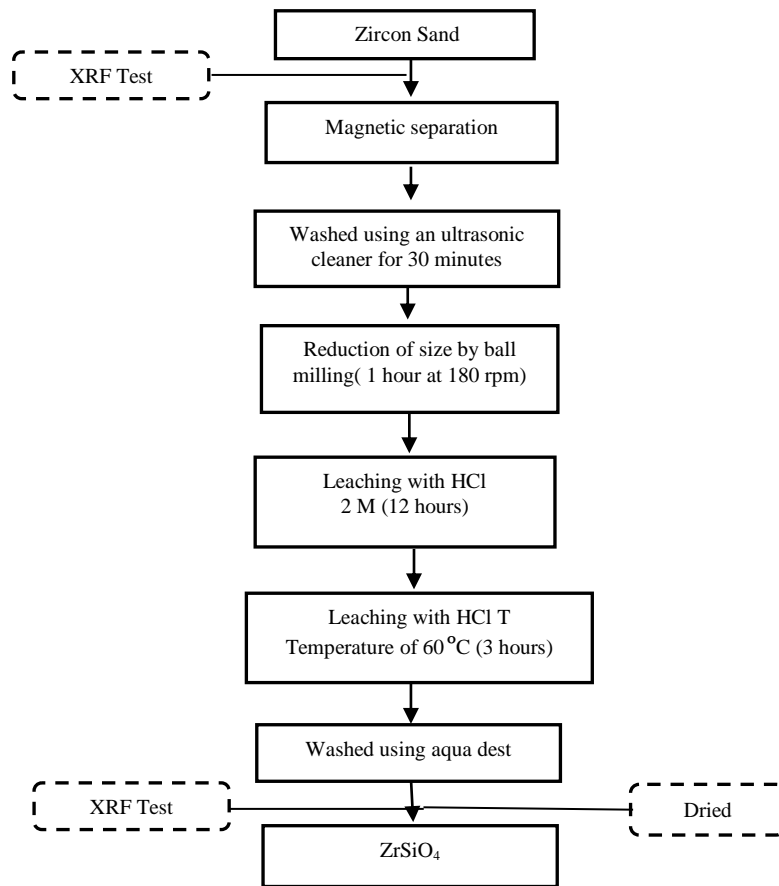 Zircon Sand
XRF Test
Magnetic separation
Washed using an ultrasonic
cleaner for 30 minutes
Reduction of size by ball
milling( 1 hour at 180 rpm)
Leaching with HCl
2 M (12 hours)
Leaching with HCl T
Temperature of 60 °C (3 hours)
Washed using aqua dest
XRF Test
Dried
ZrSiO₄